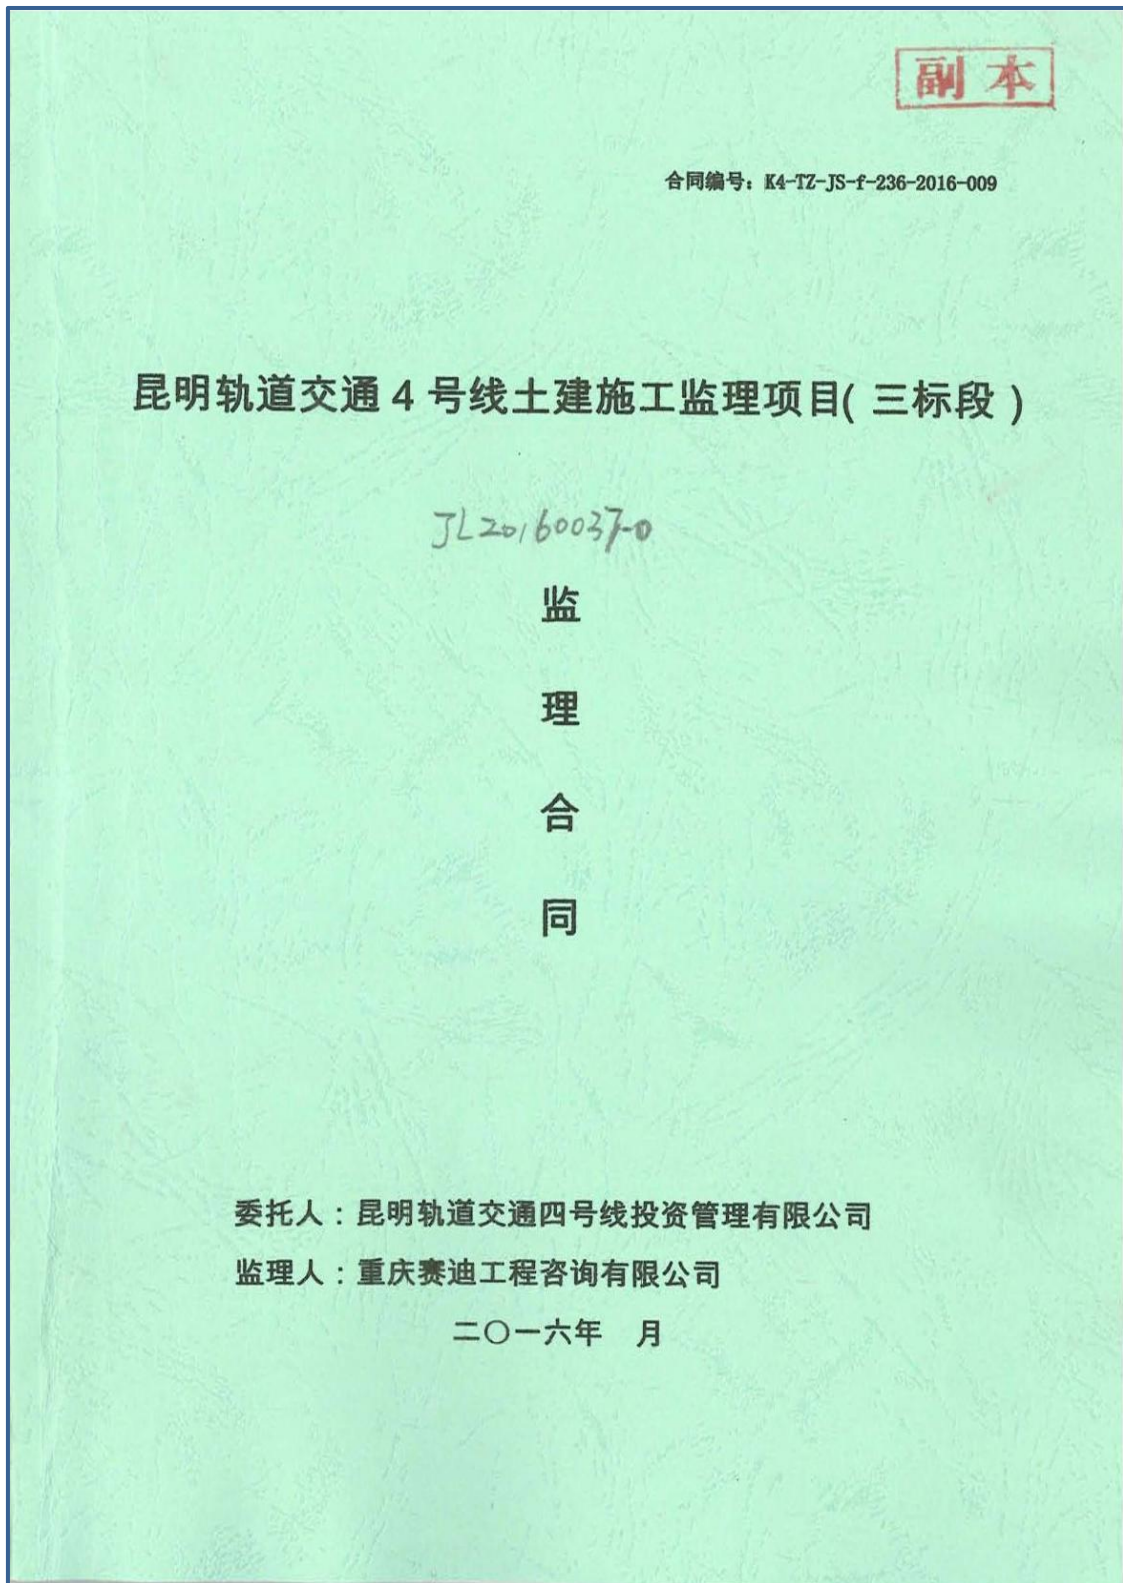 副本
合同编号：K4-TZ-JS-f-236-2016-009
昆明轨道交通4号线土建施工监理项目(三标段)
JL20160037-0
监
理
合
同
委托人：昆明轨道交通四号线投资管理有限公司
监理人：重庆赛迪工程咨询有限公司
二〇一六年 月